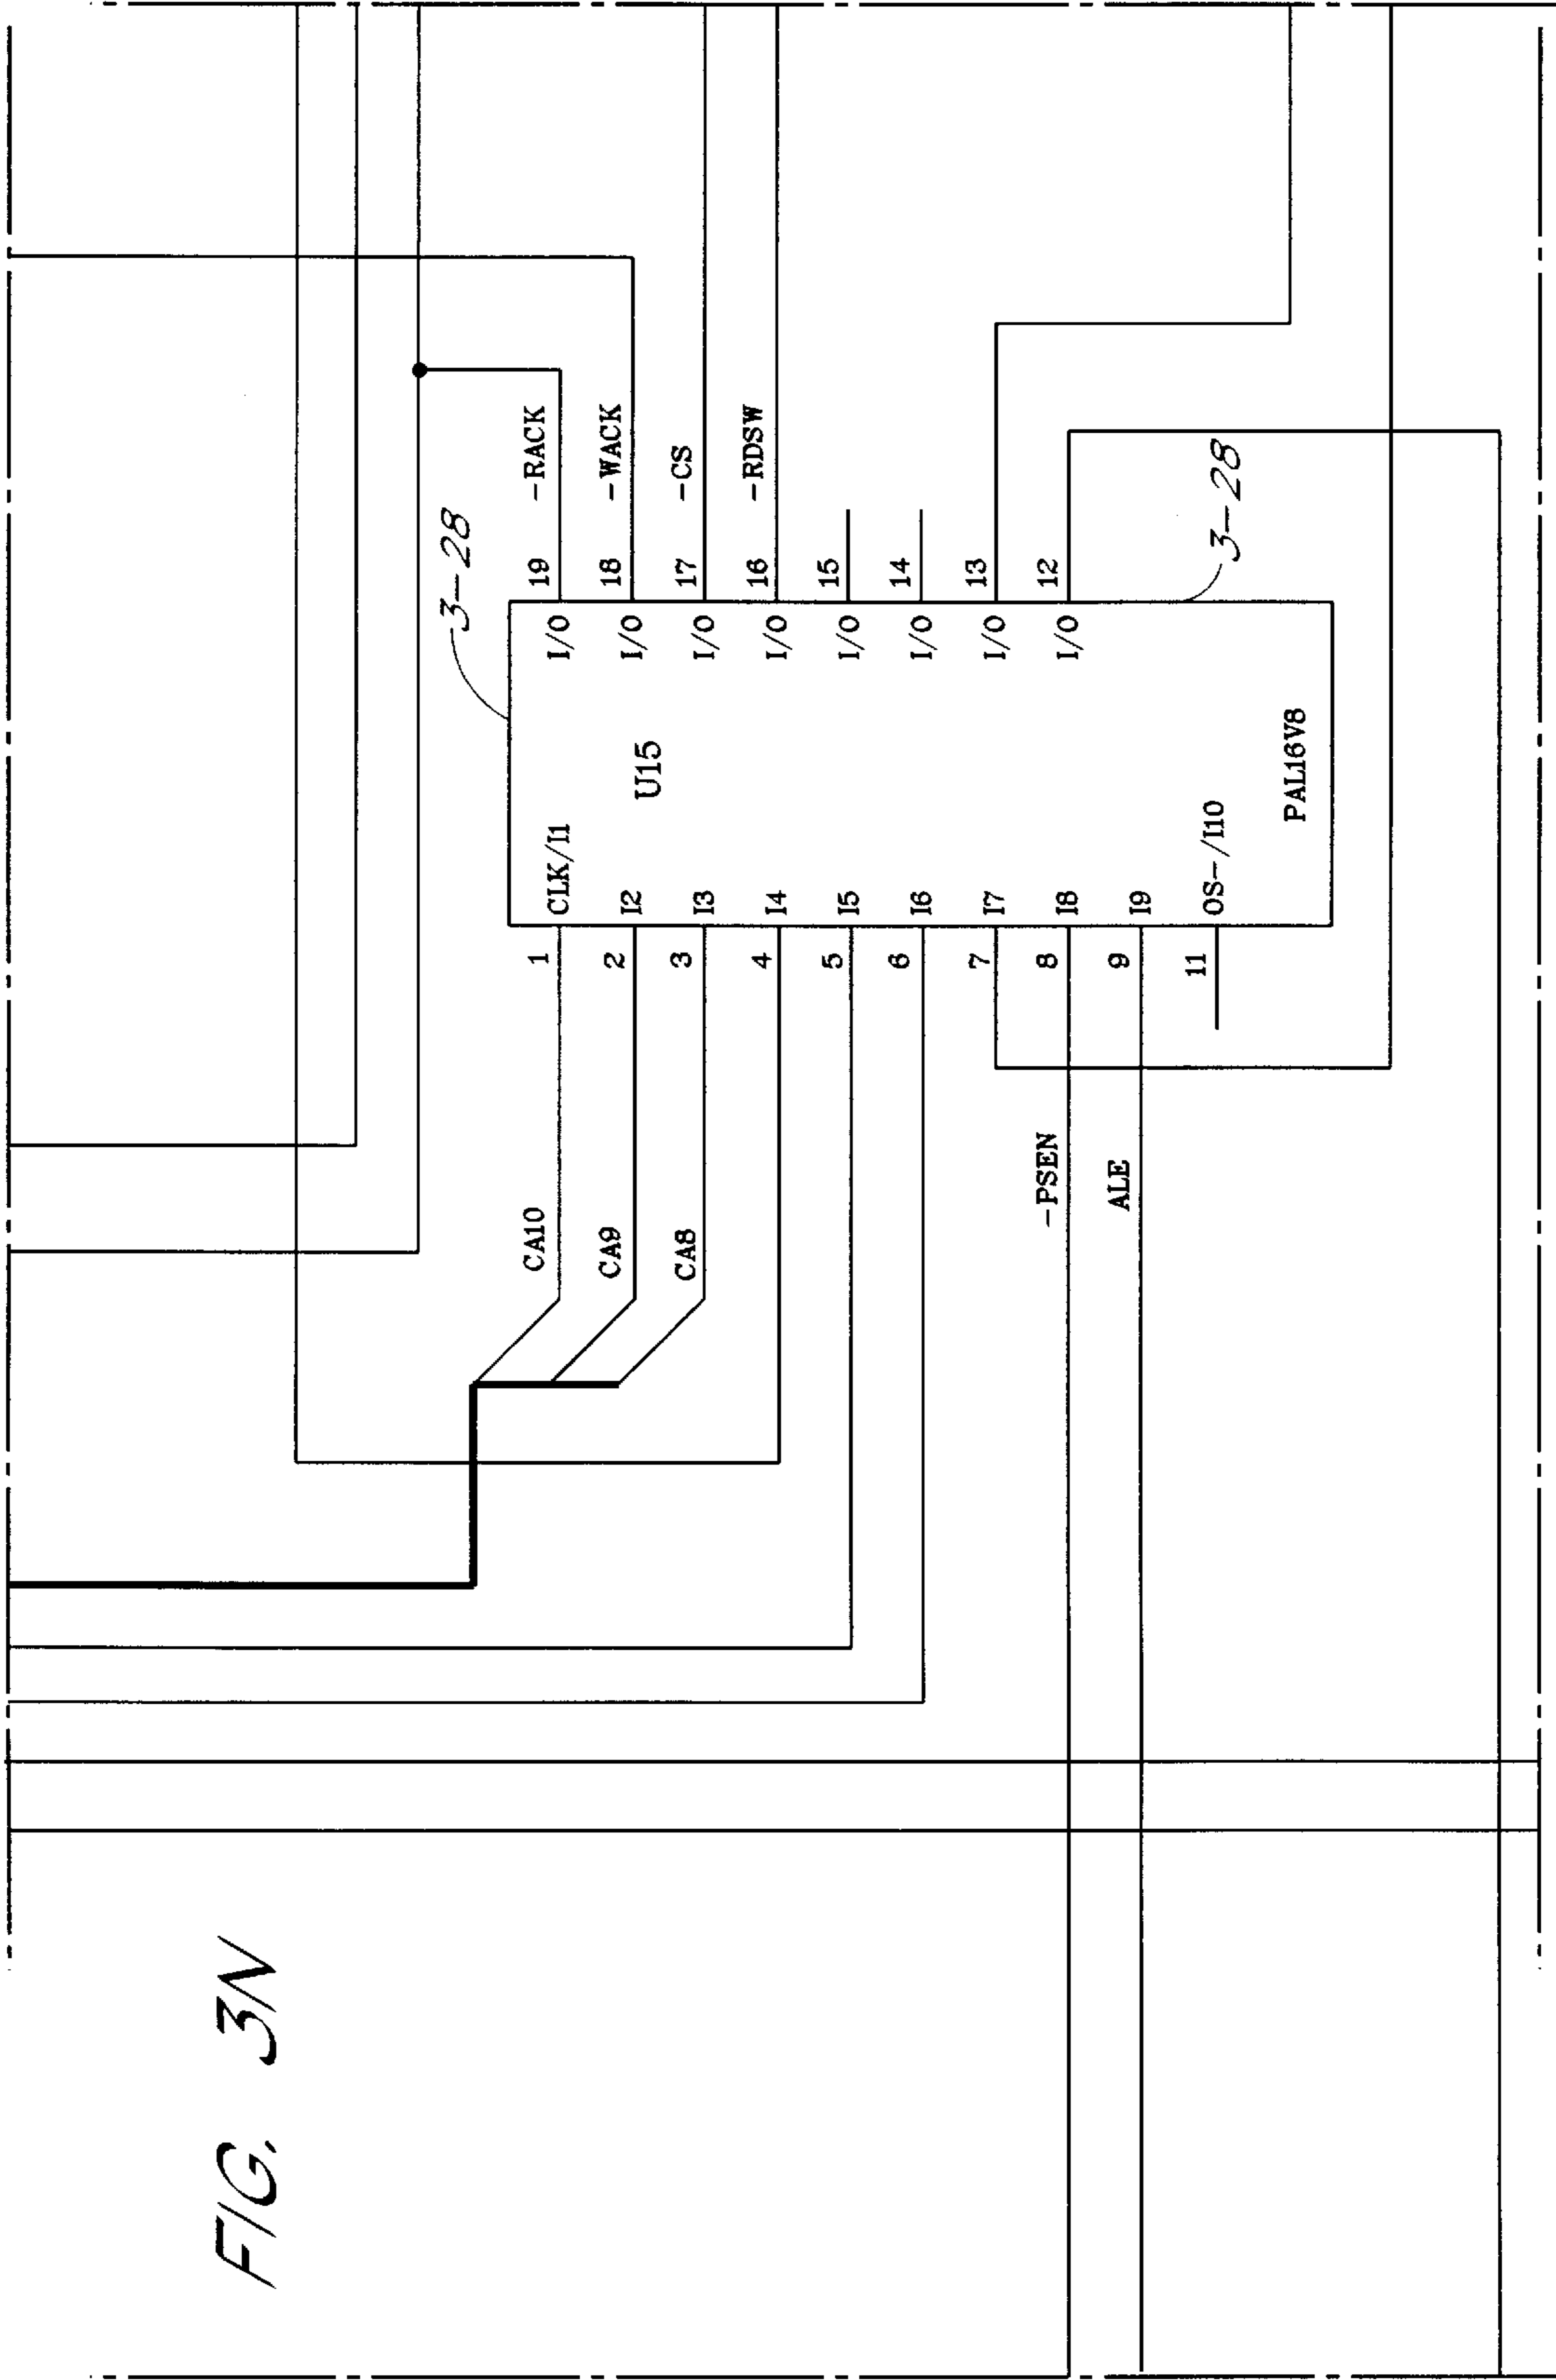 FIG. 3N
3-28
U15
PAL16V8
1 CLK/I1
2 I2
3 I3
4 I4
5 I5
6 I6
7 I7
8 I8
9 I9
11 OS-/I10
I/O 19 -RACK
I/O 18 -WACK
I/O 17 -CS
I/O 16 -RDSW
I/O 15
I/O 14
I/O 13
I/O 12
3-28
CA10
CA9
CA8
-PSEN
ALE